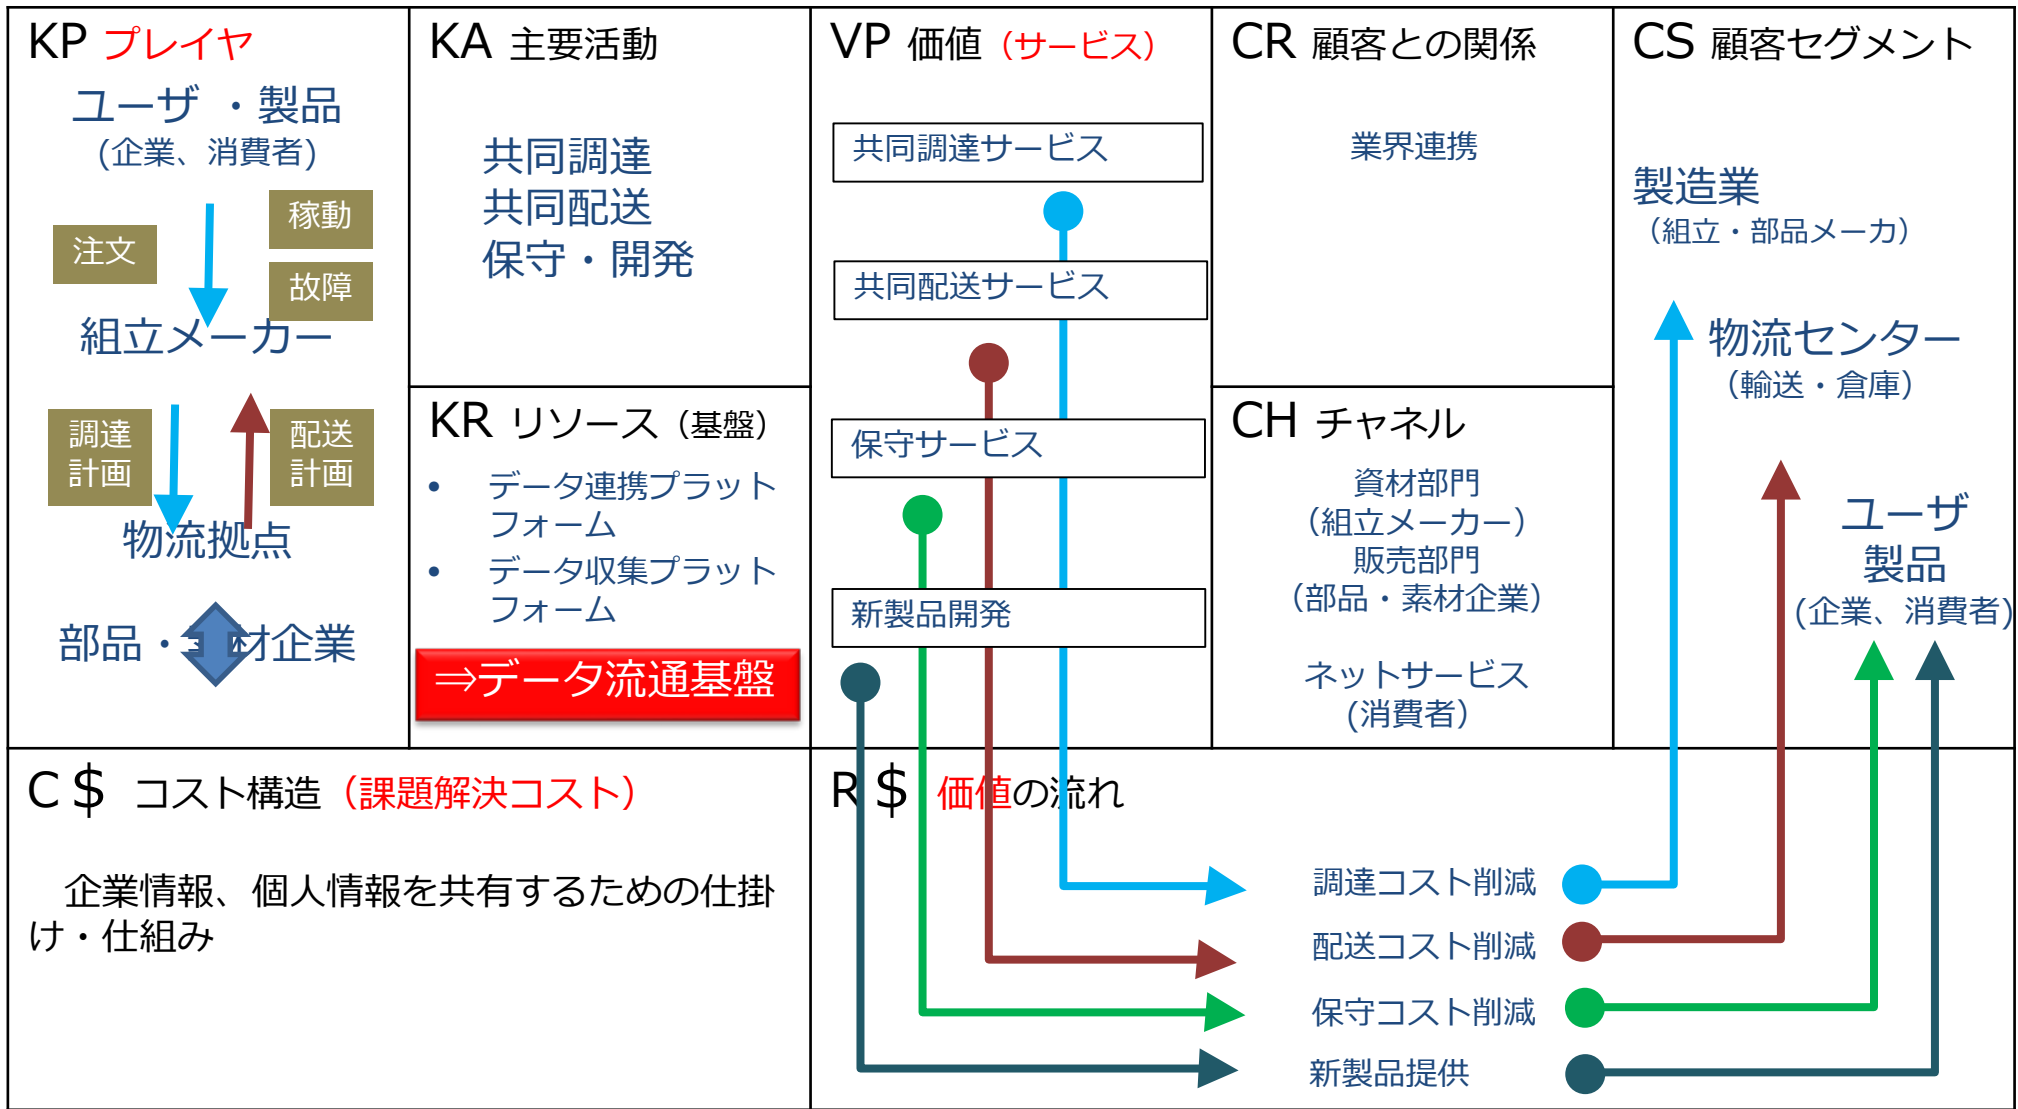 KP プレイヤ
ユーザ ・製品
(企業、消費者)
稼動
注文
故障
組立メーカー
調達
計画
配送
計画
物流拠点
部品・素材企業
KA 主要活動
共同調達
共同配送
保守・開発
KR リソース（基盤）
• データ連携プラット
フォーム
• データ収集プラット
フォーム
⇒データ流通基盤
VP 価値（サービス）
共同調達サービス
共同配送サービス
保守サービス
新製品開発
CR 顧客との関係
業界連携
CH チャネル
資材部門
（組立メーカー）
販売部門
（部品・素材企業）
ネットサービス
(消費者）
CS 顧客セグメント
製造業
（組立・部品メーカ）
物流センター
（輸送・倉庫）
ユーザ
製品
(企業、消費者)
C＄ コスト構造（課題解決コスト）
企業情報、個人情報を共有するための仕掛
け・仕組み
R＄ 価値の流れ
調達コスト削減
配送コスト削減
保守コスト削減
新製品提供